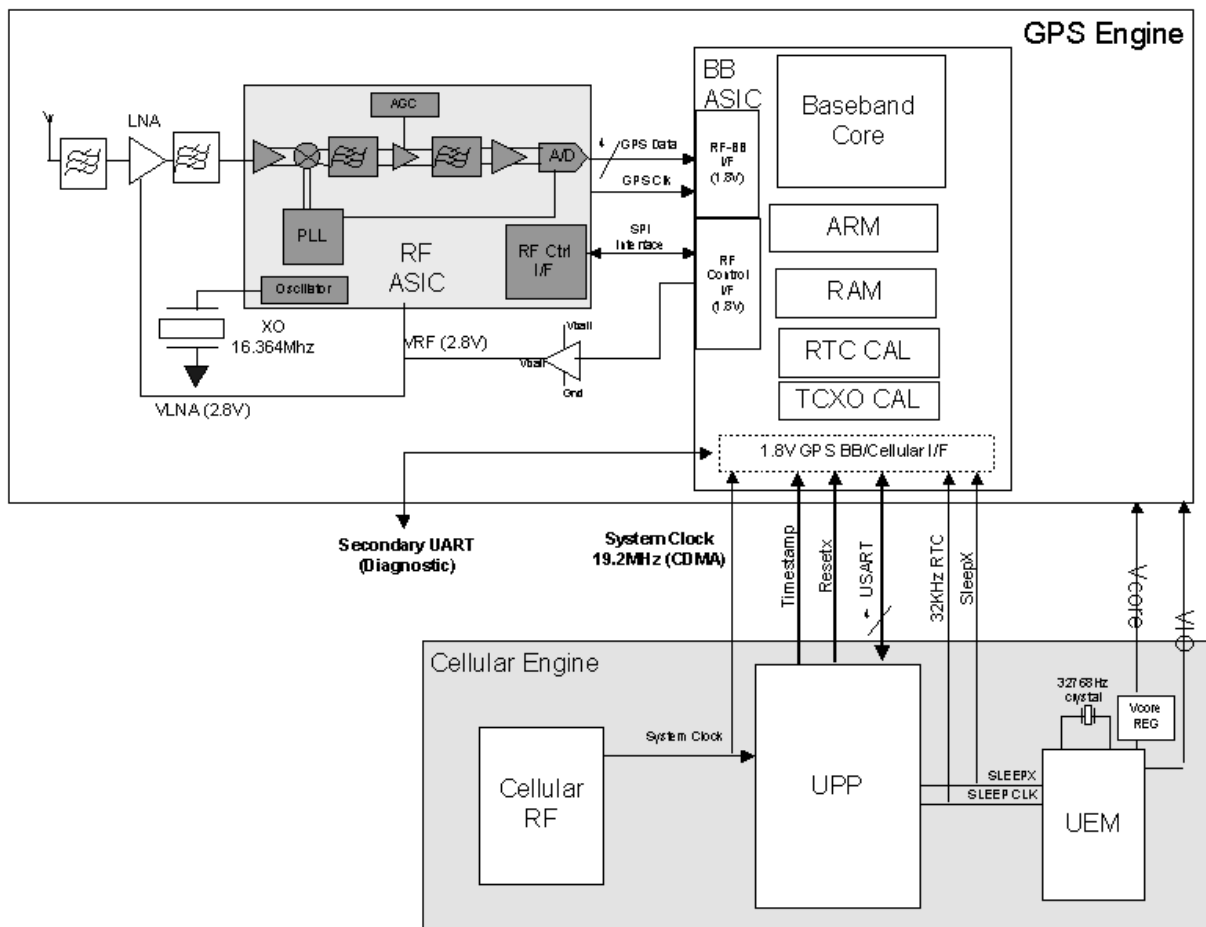 GPS Engine
BB
ASIC
Baseband
Core
LNA
AGC
A/D
GPS Data
GPS Clk
RF-BB
I/F
(1.8V)
PLL
RF Ctrl
I/F
RF
ASIC
SPI
Interface
RF
Control
I/F
(1.8V)
ARM
RAM
RTC CAL
TCXO CAL
Oscillator
XO
16.364Mhz
VRF (2.8V)
Vbatt
Vbatt
Gnd
VLNA (2.8V)
1.8V GPS BB/Cellular I/F
Secondary UART
(Diagnostic)
System Clock
19.2MHz (CDMA)
Timestamp
Resetx
4 USART
32KHz RTC
SleepX
Vcore
VIO
Cellular Engine
32768Hz
crystal
Vcore
REG
System Clock
Cellular
RF
UPP
SLEEPX
SLEEPCLK
UEM